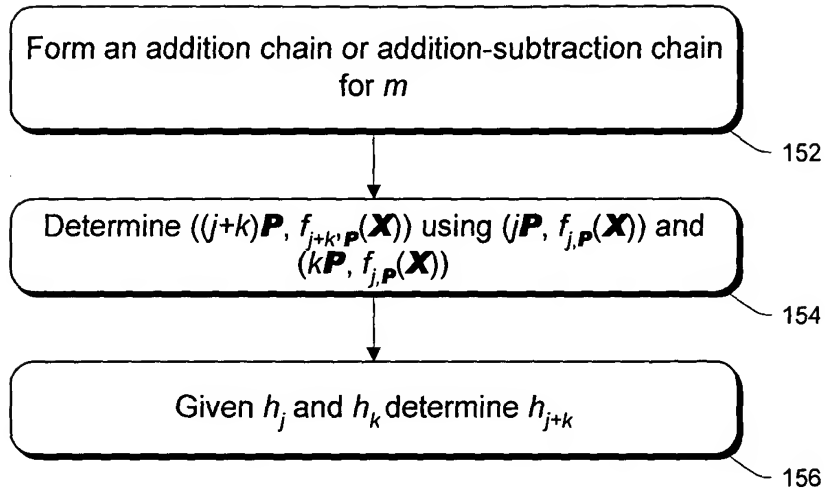 Form an addition chain or addition-subtraction chain
for m
152
Determine ((j+k)P, f_{j+k,P}(X)) using (jP, f_{j,P}(X)) and
(kP, f_{j,P}(X))
154
Given h_j and h_k determine h_{j+k}
156